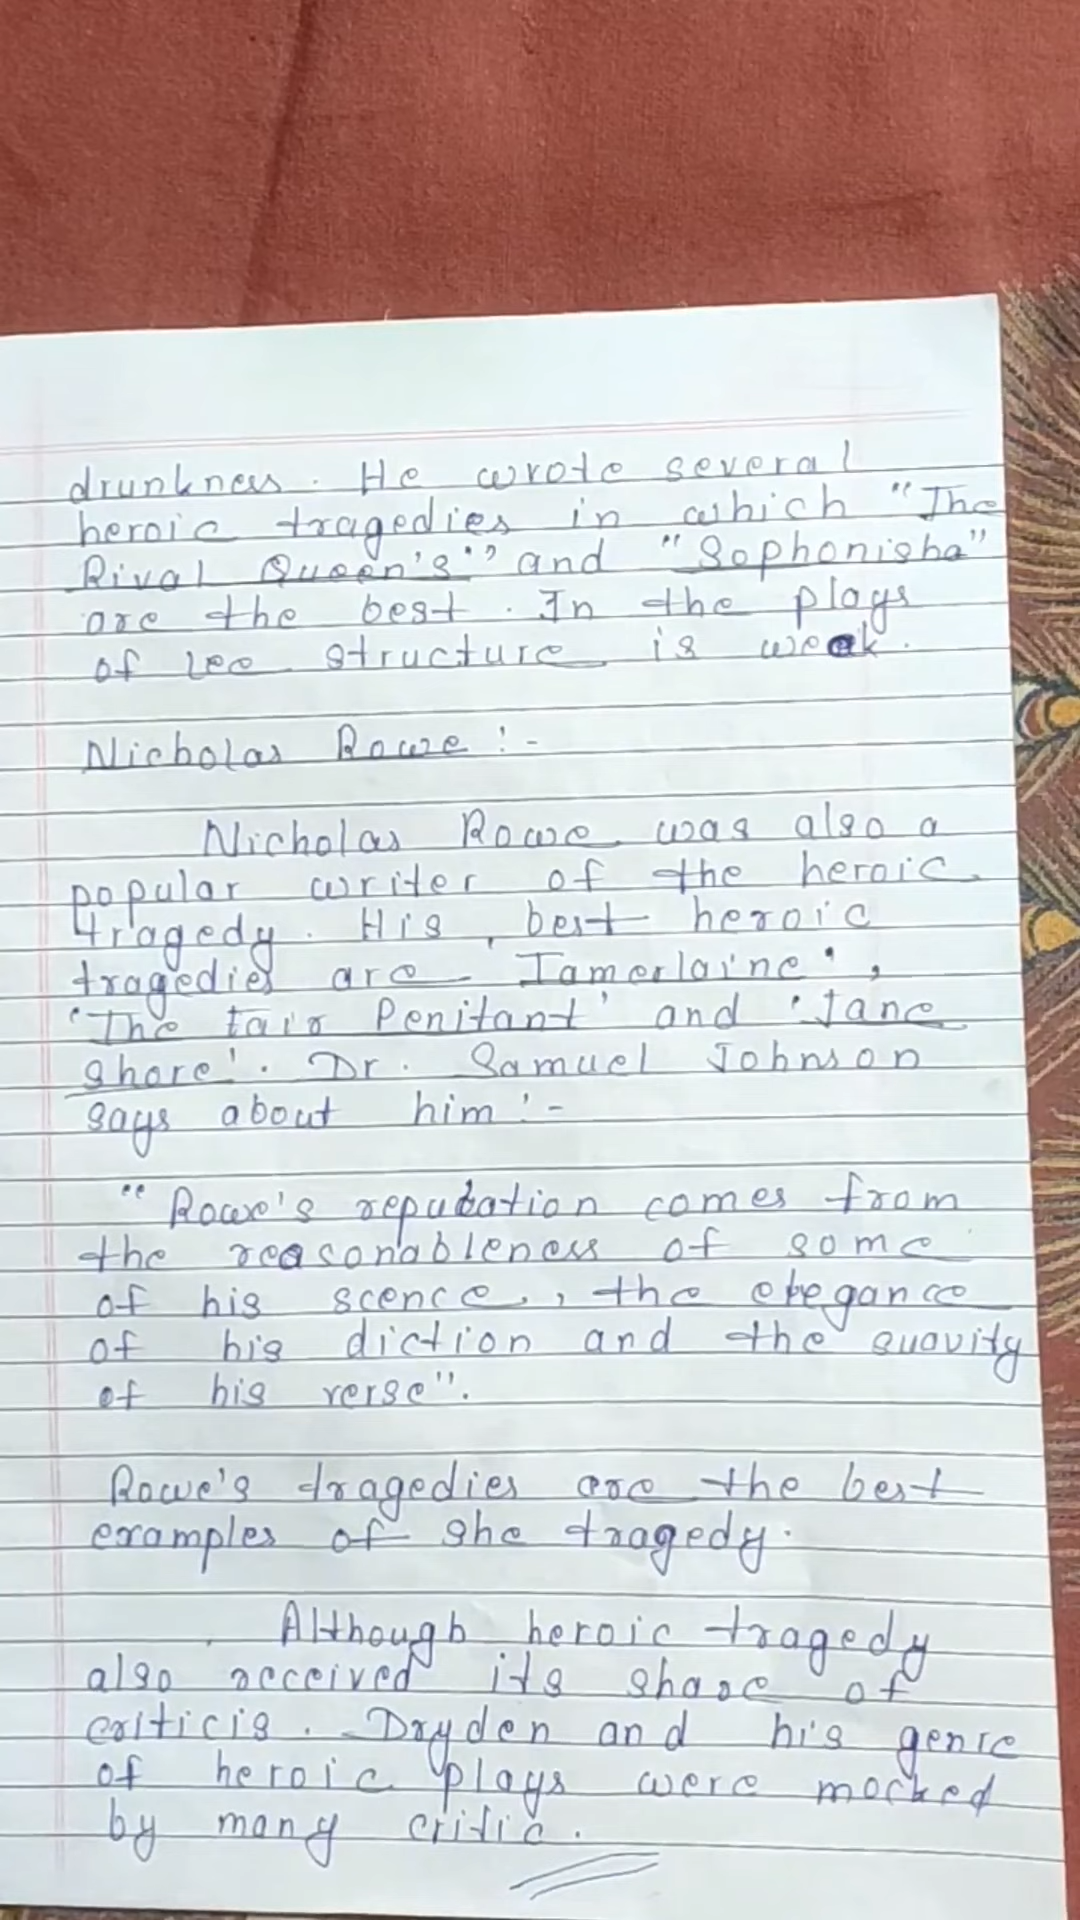 drunkness. He wrote several
heroic tragedies in which "The
Rival Queen's" and "Sophonisba"
are the best. In the plays
of Lee structure is weak.
Nicholas Rowe :-
Nicholas Rowe was also a
popular writer of the heroic
tragedy. His best heroic
tragedies are Tamerlaine',
'The fair Penitant' and 'Jane
Shore'. Dr. Samuel Johnson
says about him :-
"Rowe's reputation comes from
the reasonableness of some
of his scence, the elegance
of his diction and the suavity
of his verse".
Rowe's tragedies are the best
examples of she tragedy.
Although heroic tragedy
also received its share of
criticis. Dryden and his genre
of heroic plays were mocked
by many critic.